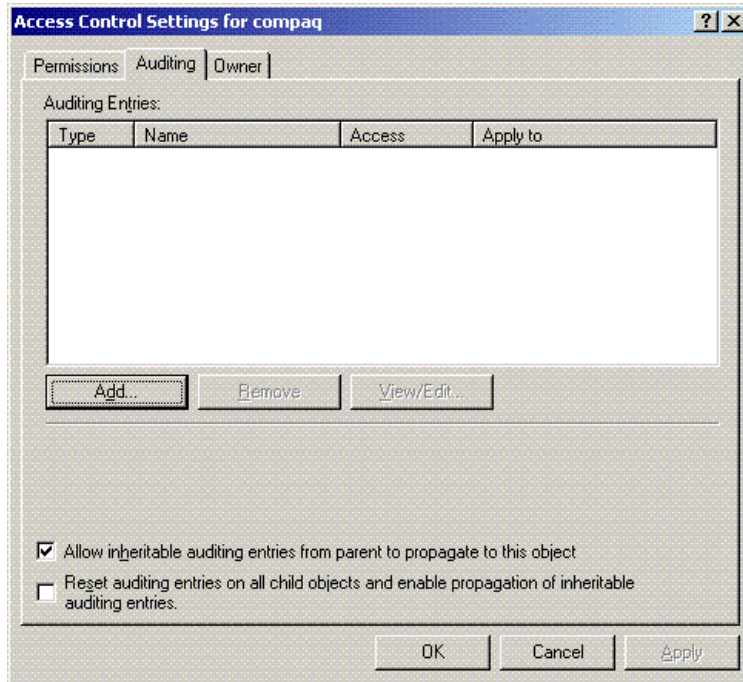 Access Control Settings for compaq
Permissions Auditing Owner
Auditing Entries:
Type Name Access Apply to
Add... Remove View/Edit...
Allow inheritable auditing entries from parent to propagate to this object
Reset auditing entries on all child objects and enable propagation of inheritable
auditing entries.
OK Cancel Apply